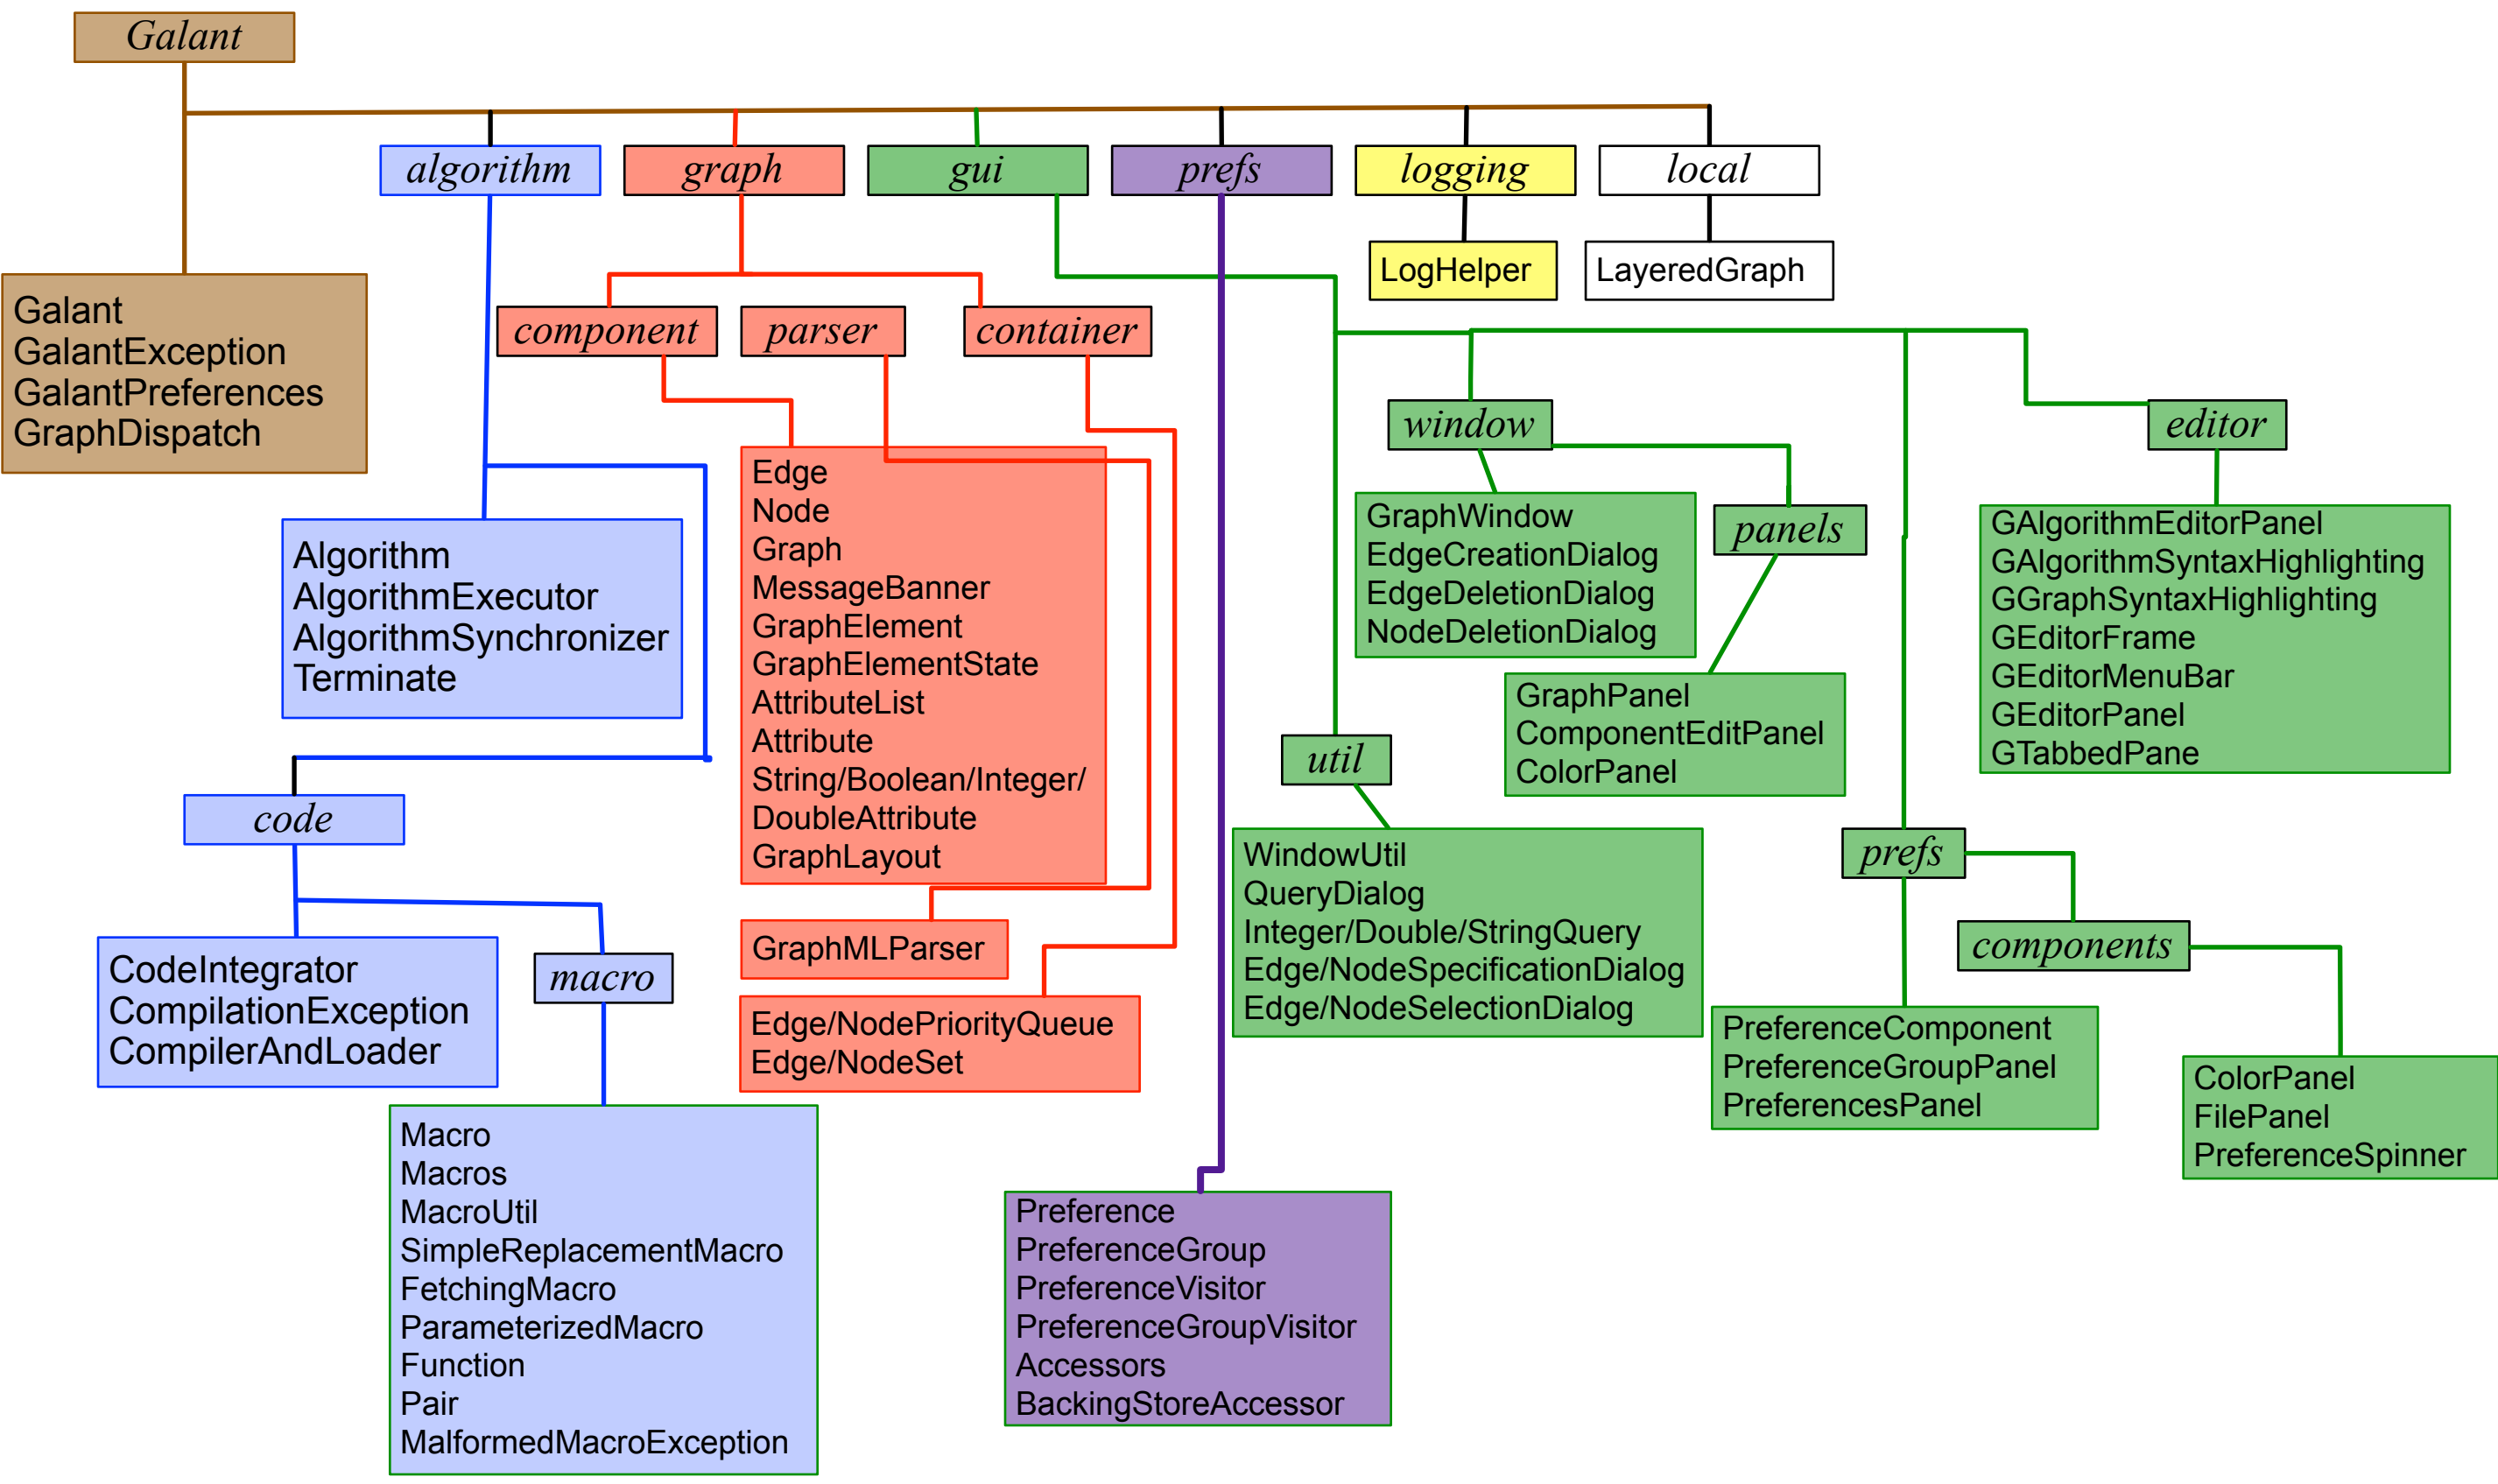 Galant
algorithm
graph
gui
prefs
logging
local
LogHelper
LayeredGraph
Galant
GalantException
GalantPreferences
GraphDispatch
component
parser
container
window
editor
Edge
Node
Graph
MessageBanner
GraphElement
GraphElementState
AttributeList
Attribute
String/Boolean/Integer/
DoubleAttribute
GraphLayout
GraphWindow
EdgeCreationDialog
EdgeDeletionDialog
NodeDeletionDialog
panels
GAlgorithmEditorPanel
GAlgorithmSyntaxHighlighting
GGraphSyntaxHighlighting
GEditorFrame
GEditorMenuBar
GEditorPanel
GTabbedPane
Algorithm
AlgorithmExecutor
AlgorithmSynchronizer
Terminate
GraphPanel
ComponentEditPanel
ColorPanel
util
code
prefs
WindowUtil
QueryDialog
Integer/Double/StringQuery
Edge/NodeSpecificationDialog
Edge/NodeSelectionDialog
components
GraphMLParser
CodeIntegrator
CompilationException
CompilerAndLoader
macro
Edge/NodePriorityQueue
Edge/NodeSet
PreferenceComponent
PreferenceGroupPanel
PreferencesPanel
ColorPanel
FilePanel
PreferenceSpinner
Macro
Macros
MacroUtil
SimpleReplacementMacro
FetchingMacro
ParameterizedMacro
Function
Pair
MalformedMacroException
Preference
PreferenceGroup
PreferenceVisitor
PreferenceGroupVisitor
Accessors
BackingStoreAccessor